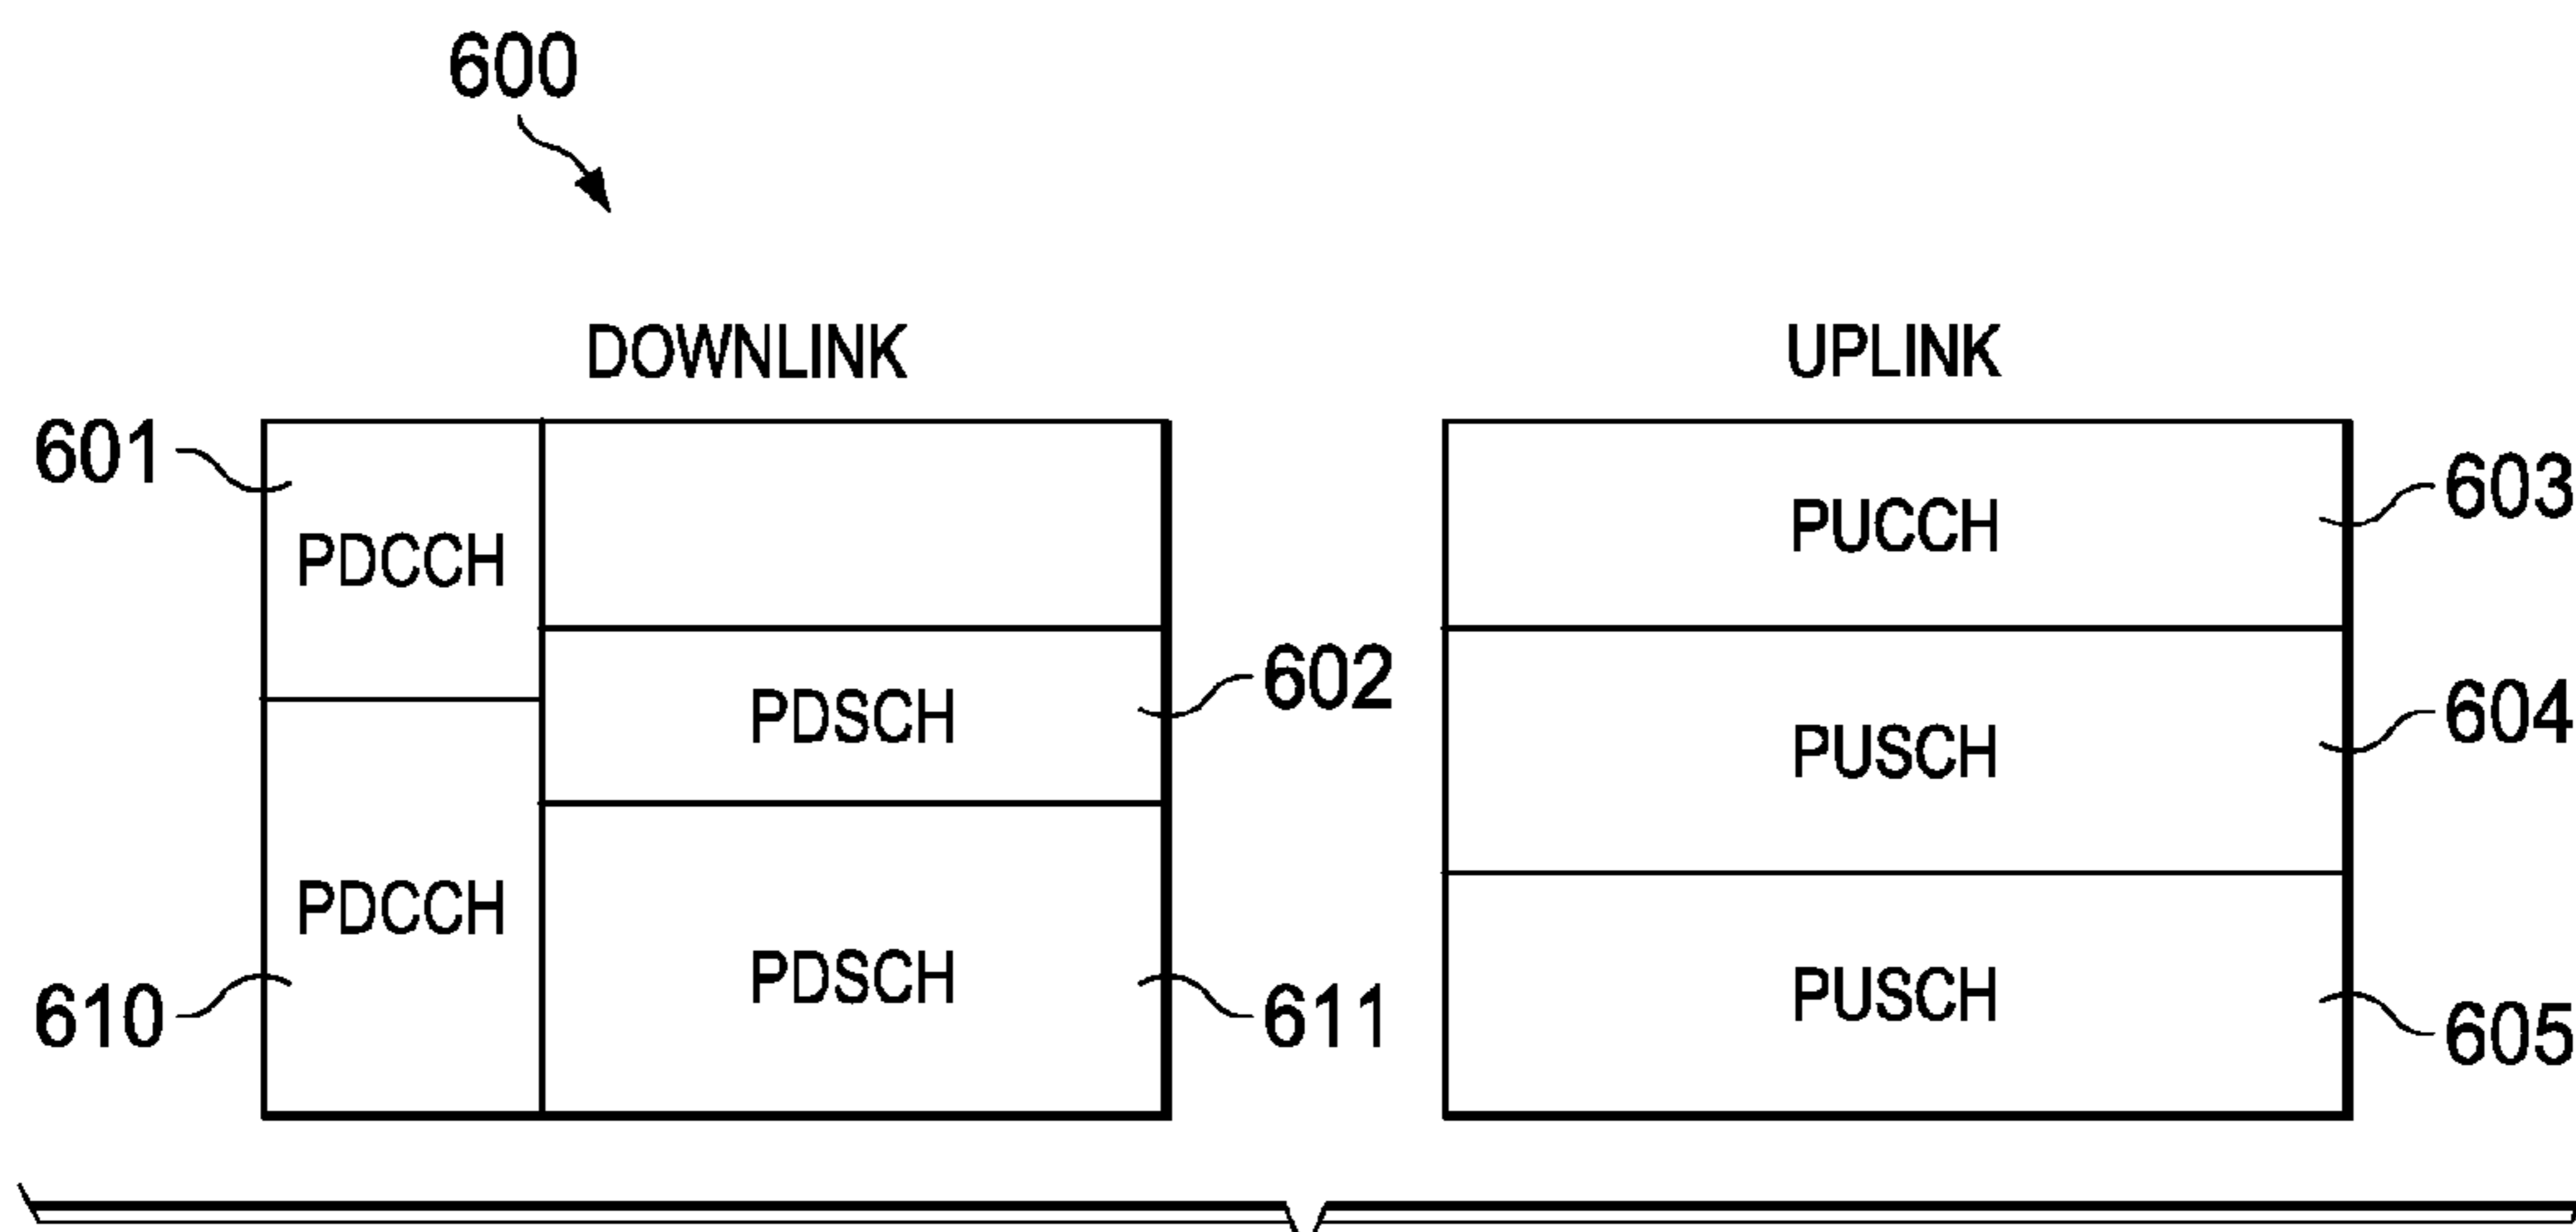 600
DOWNLINK
UPLINK
601
PDCCH
PUCCH
603
PDSCH
602
PUSCH
604
PDCCH
610
PDSCH
611
PUSCH
605